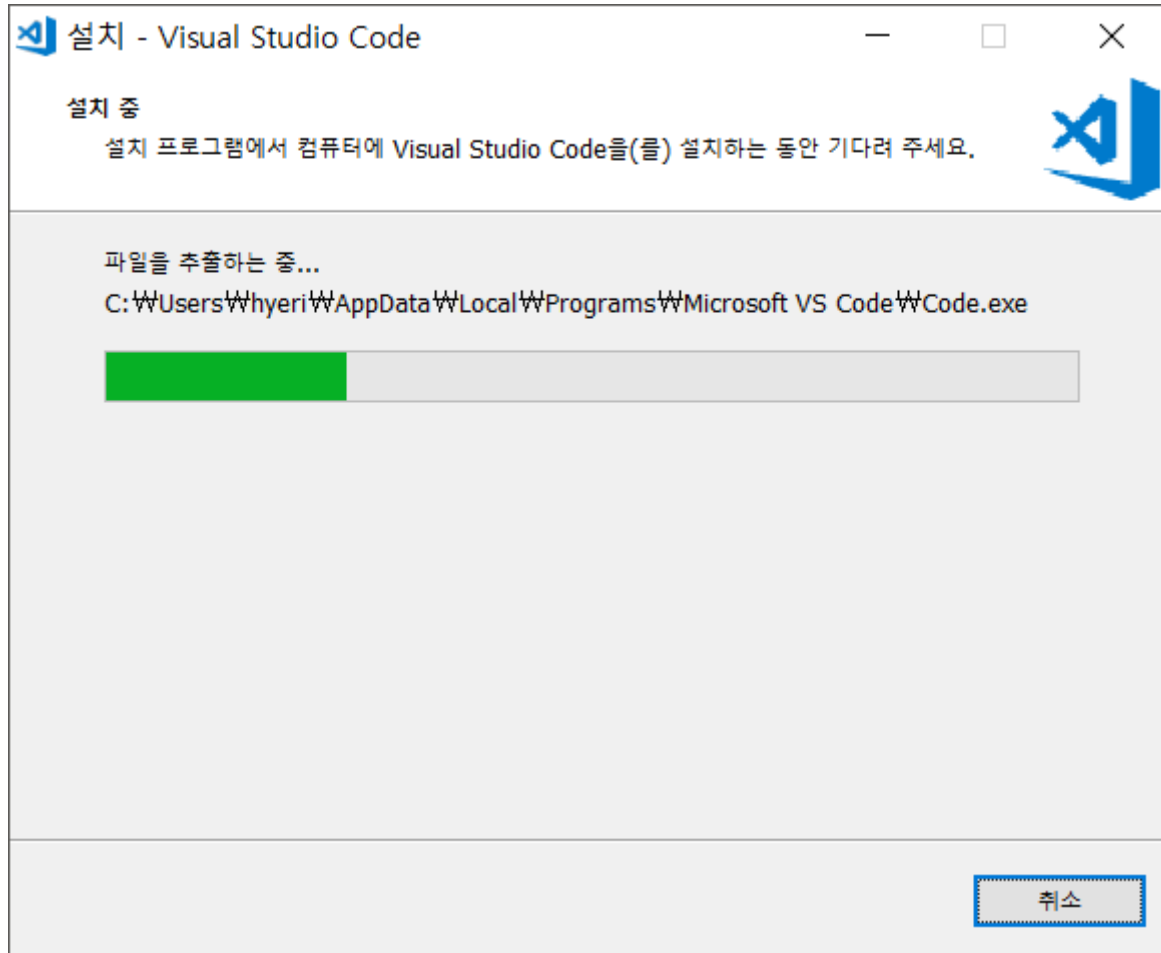 설치 - Visual Studio Code
설치 중
설치 프로그램에서 컴퓨터에 Visual Studio Code을(를) 설치하는 동안 기다려 주세요.
파일을 추출하는 중...
C:₩Users₩hyeri₩AppData₩Local₩Programs₩Microsoft VS Code₩Code.exe
취소